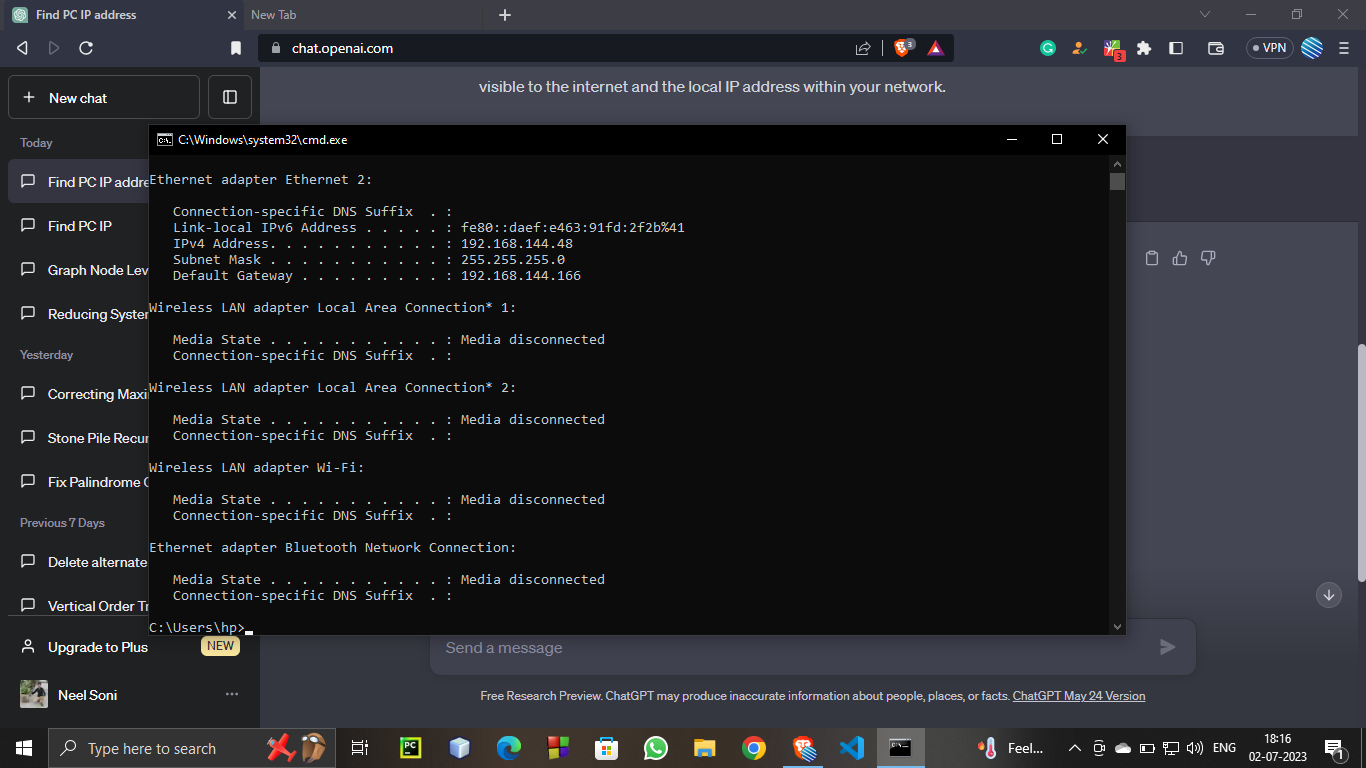 Find PC IP address
New Tab
chat.openai.com
3
3
VPN
New chat
visible to the internet and the local IP address within your network.
Today
Find PC IP addre
Find PC IP
Graph Node Lev
Reducing System
Yesterday
Correcting Maxi
Stone Pile Recur
Fix Palindrome
Previous 7 Days
Delete alternate
Vertical Order Tr
Upgrade to Plus
NEW
Neel Soni
C:\Windows\system32\cmd.exe
Ethernet adapter Ethernet 2:
Connection-specific DNS Suffix  . :
Link-local IPv6 Address . . . . . : fe80::daef:e463:91fd:2f2b%41
IPv4 Address. . . . . . . . . . . : 192.168.144.48
Subnet Mask . . . . . . . . . . . : 255.255.255.0
Default Gateway . . . . . . . . . : 192.168.144.166
Wireless LAN adapter Local Area Connection* 1:
Media State . . . . . . . . . . . : Media disconnected
Connection-specific DNS Suffix  . :
Wireless LAN adapter Local Area Connection* 2:
Media State . . . . . . . . . . . : Media disconnected
Connection-specific DNS Suffix  . :
Wireless LAN adapter Wi-Fi:
Media State . . . . . . . . . . . : Media disconnected
Connection-specific DNS Suffix  . :
Ethernet adapter Bluetooth Network Connection:
Media State . . . . . . . . . . . : Media disconnected
Connection-specific DNS Suffix  . :
C:\Users\hp>
Send a message
Free Research Preview. ChatGPT may produce inaccurate information about people, places, or facts. ChatGPT May 24 Version
Type here to search
PC
Feel...
ENG
18:16
02-07-2023
1